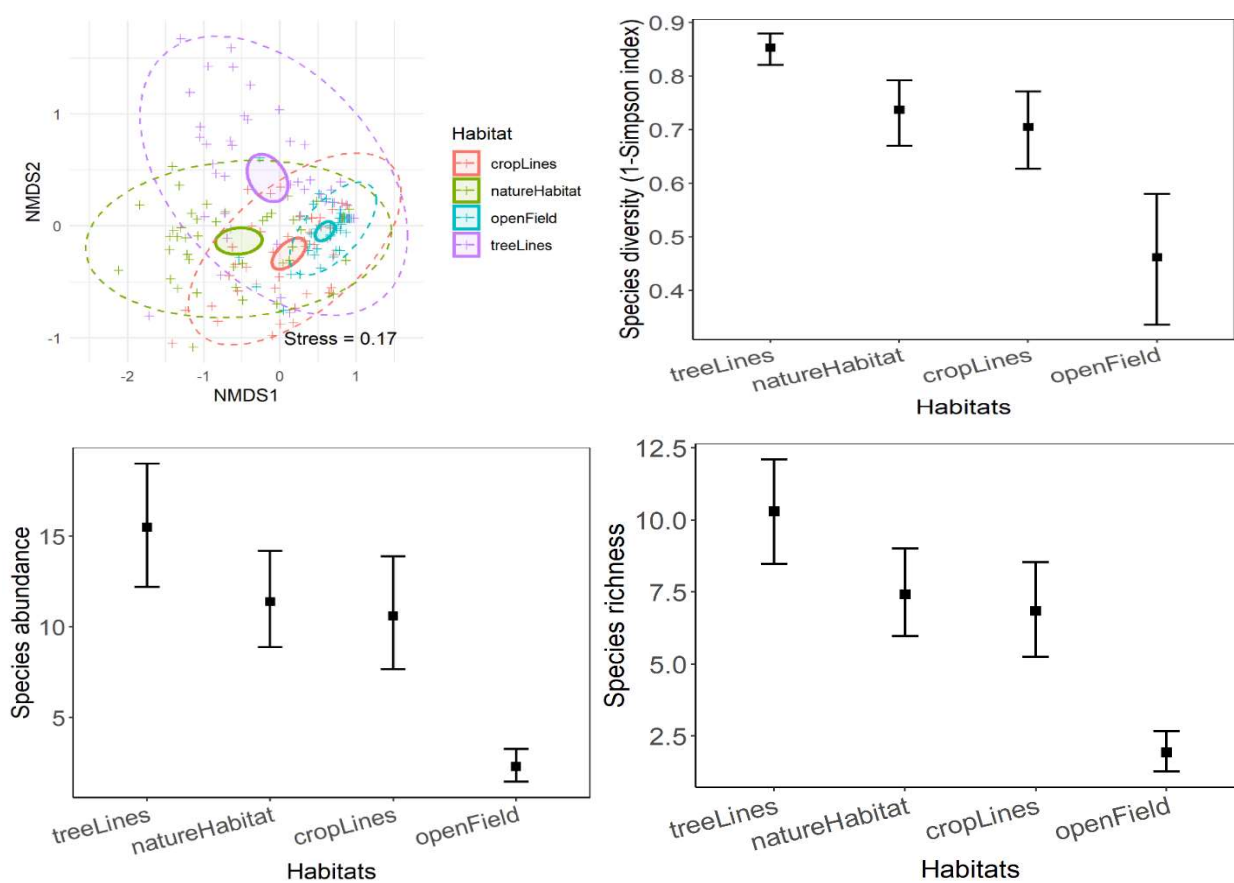 NMDS2
1
0
-1
-2
-1
0
1
NMDS1
Stress = 0.17
Habitat
cropLines
natureHabitat
openField
treeLines
Species diversity (1-Simpson index)
0.9
0.8
0.7
0.6
0.5
0.4
treeLines
natureHabitat
cropLines
openField
Habitats
Species abundance
15
10
5
treeLines
natureHabitat
cropLines
openField
Habitats
Species richness
12.5
10.0
7.5
5.0
2.5
treeLines
natureHabitat
cropLines
openField
Habitats